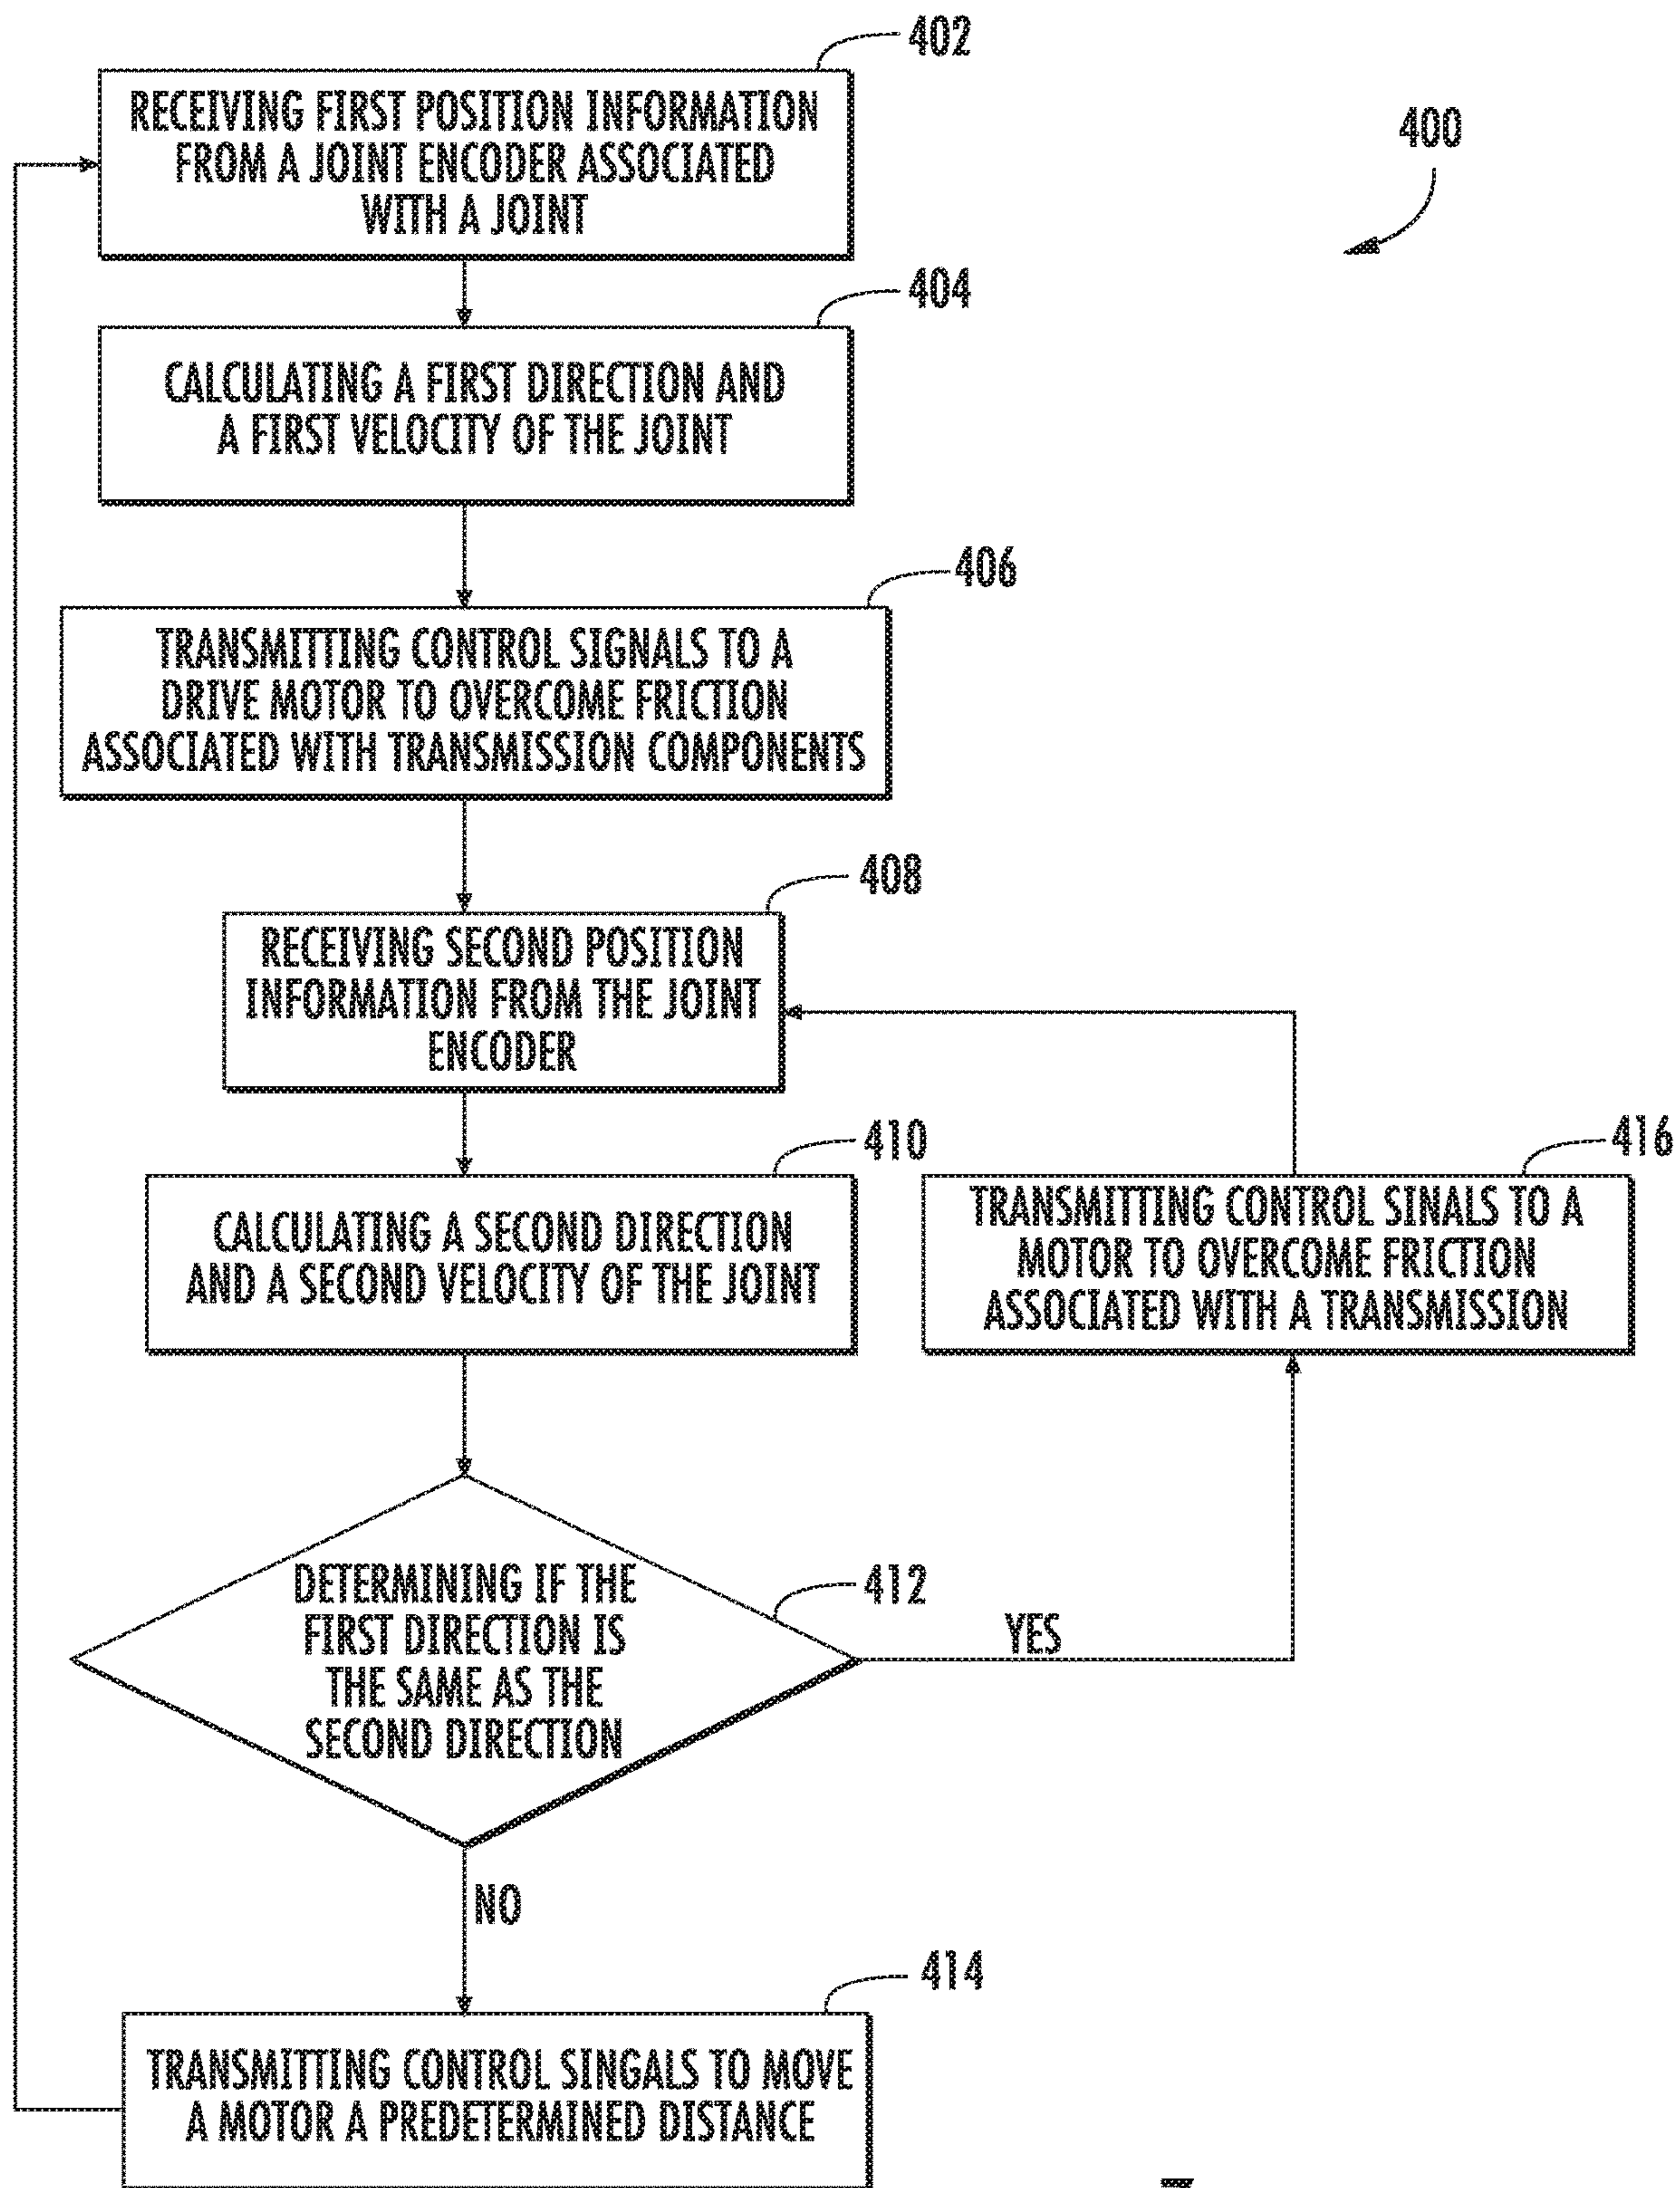 402
RECEIVING FIRST POSITION INFORMATION
FROM A JOINT ENCODER ASSOCIATED
WITH A JOINT
400
404
CALCULATING A FIRST DIRECTION AND
A FIRST VELOCITY OF THE JOINT
406
TRANSMITTING CONTROL SIGNALS TO A
DRIVE MOTOR TO OVERCOME FRICTION
ASSOCIATED WITH TRANSMISSION COMPONENTS
408
RECEIVING SECOND POSITION
INFORMATION FROM THE JOINT
ENCODER
410
CALCULATING A SECOND DIRECTION
AND A SECOND VELOCITY OF THE JOINT
416
TRANSMITTING CONTROL SINALS TO A
MOTOR TO OVERCOME FRICTION
ASSOCIATED WITH A TRANSMISSION
412
DETERMINING IF THE
FIRST DIRECTION IS
THE SAME AS THE
SECOND DIRECTION
YES
NO
414
TRANSMITTING CONTROL SINGALS TO MOVE
A MOTOR A PREDETERMINED DISTANCE